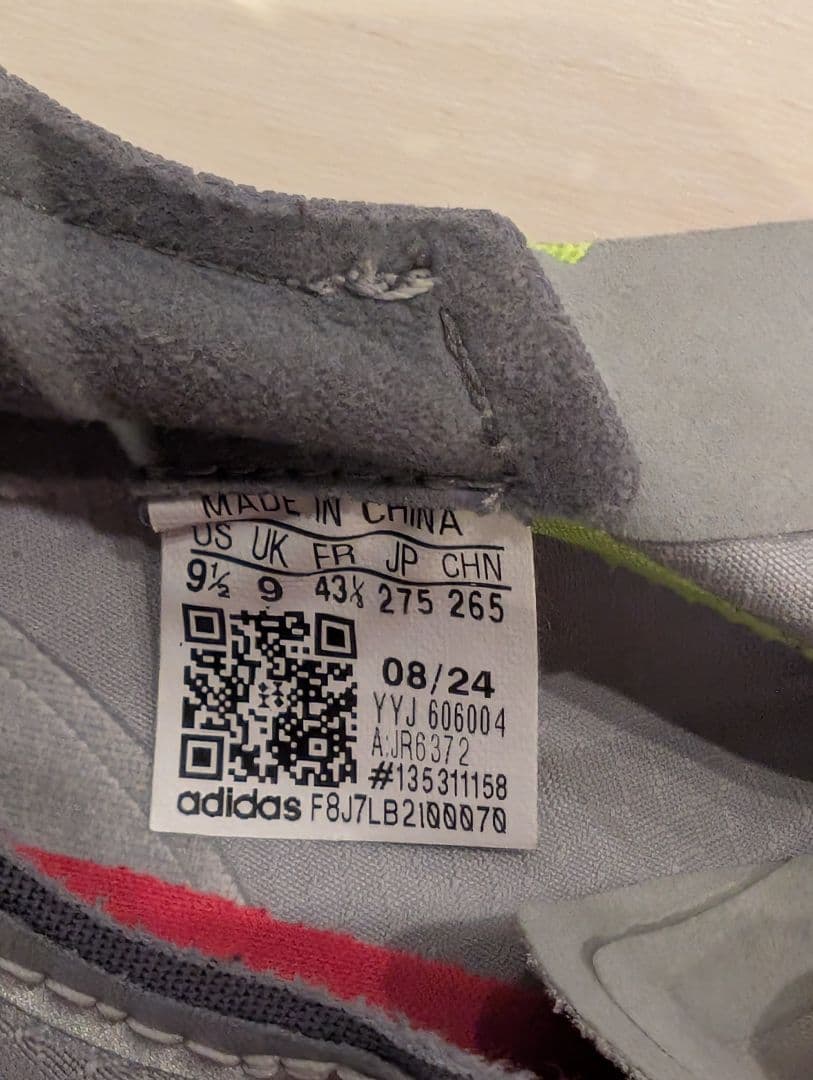 MADE IN CHINA
US UK FR JP CHN
9½ 9 43⅓ 275 265
08/24
YYJ 606004
A:JR6372
#135311158
adidas F8J7LB2100070